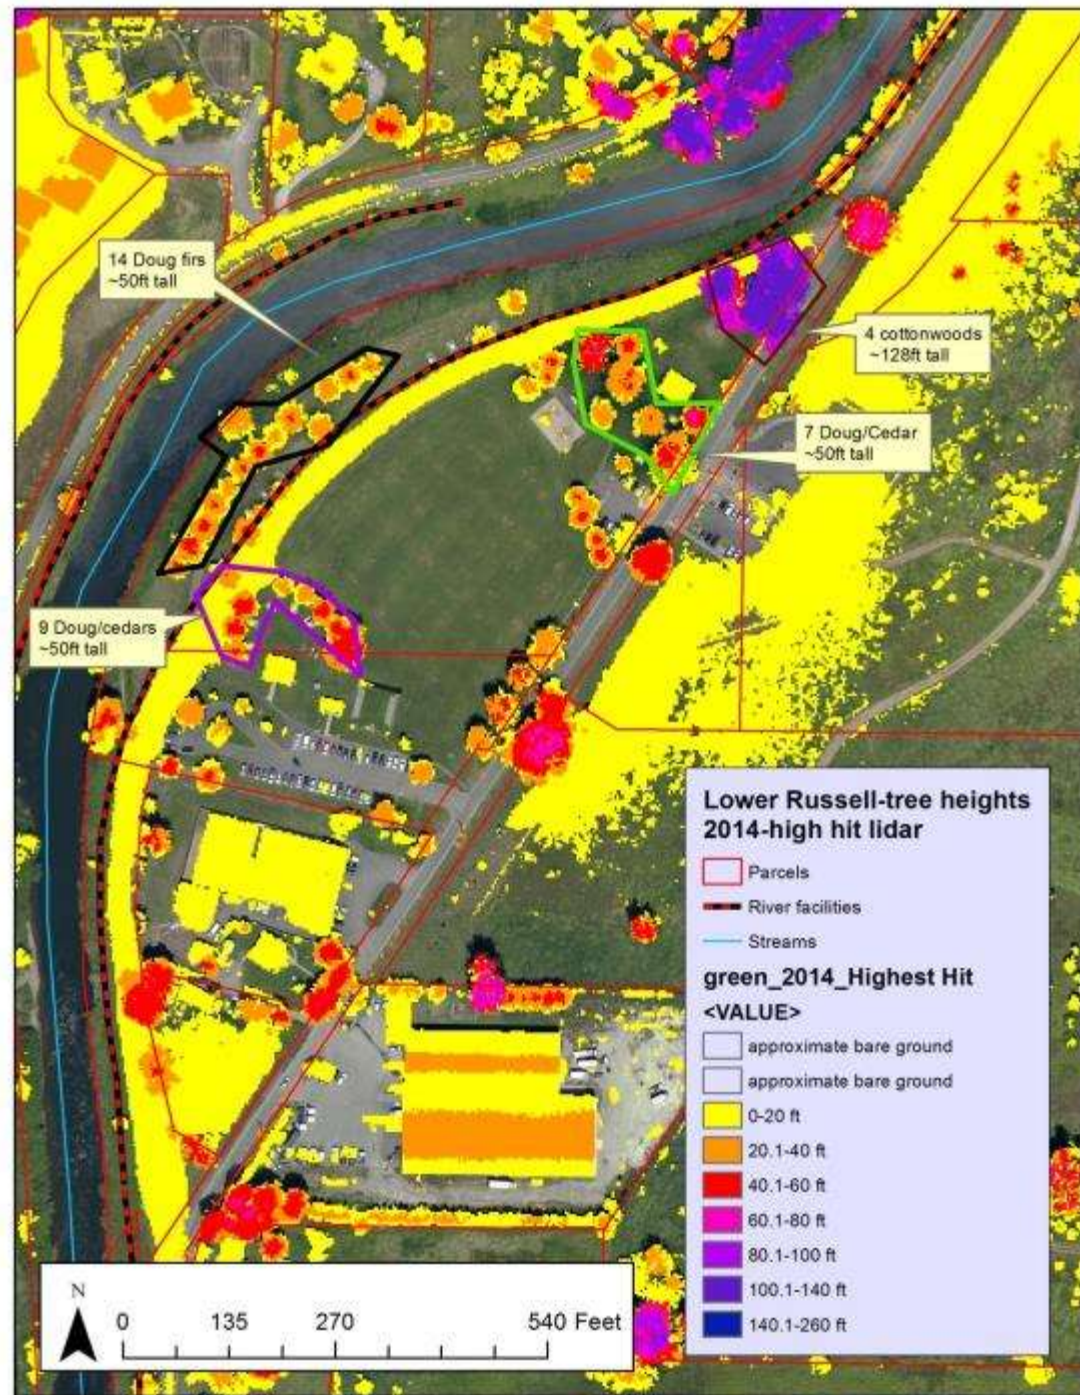 14 Doug firs
~50ft tall
4 cottonwoods
~128ft tall
7 Doug/Cedar
~50ft tall
9 Doug/cedars
~50ft tall
Lower Russell-tree heights
2014-high hit lidar
Parcels
River facilities
Streams
green_2014_Highest Hit
<VALUE>
approximate bare ground
approximate bare ground
0-20 ft
20.1-40 ft
40.1-60 ft
60.1-80 ft
80.1-100 ft
100.1-140 ft
140.1-260 ft
N
0 135 270 540 Feet